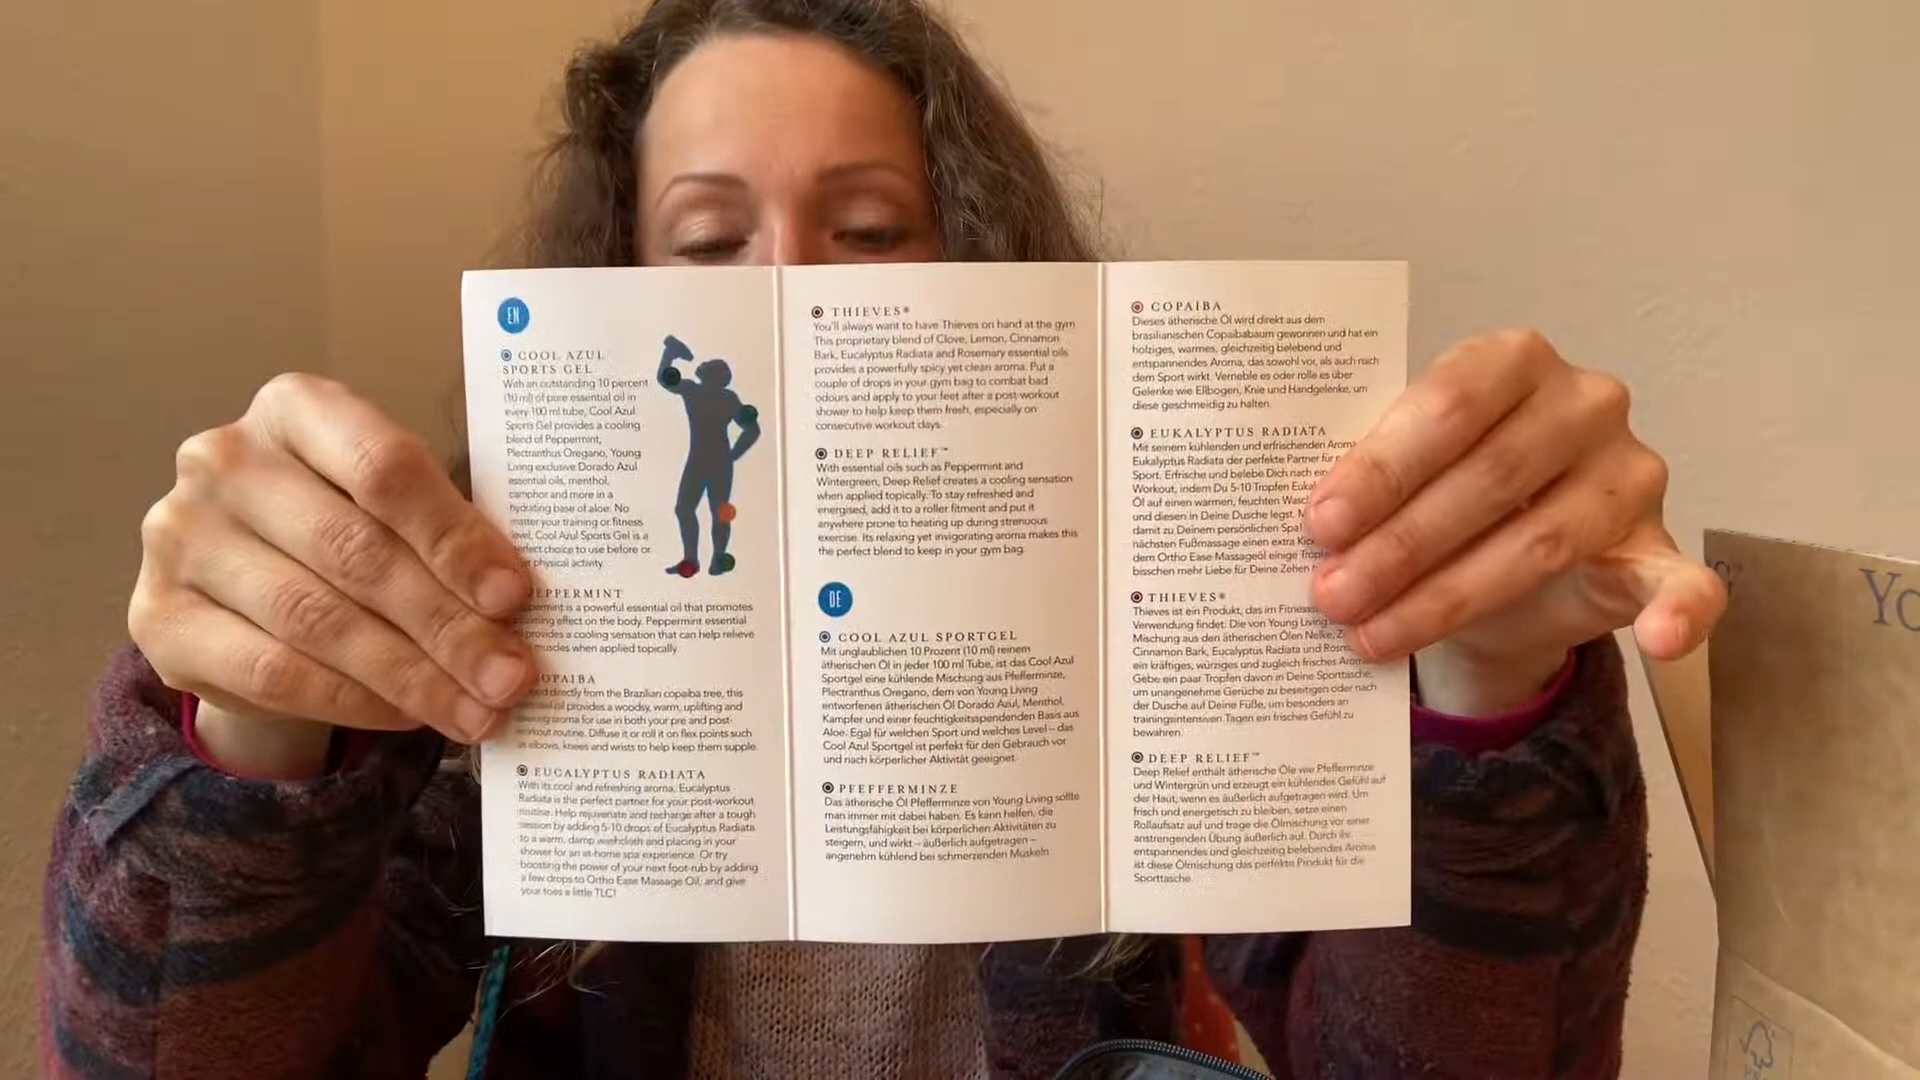 EN
COOL AZUL
SPORTS GEL
With an outstanding 10 percent
(10 ml) of pure essential oil in
every 100 ml tube, Cool Azul
Sports Gel provides a cooling
blend of Peppermint,
Plectranthus Oregano, Young
Living exclusive Dorado Azul
essential oils, menthol,
camphor and more in a
hydrating base of aloe. No
matter your training or fitness
level, Cool Azul Sports Gel is a
perfect choice to use before or
physical activity.
PEPPERMINT
is a powerful essential oil that promotes
effect on the body. Peppermint essential
provides a cooling sensation that can help relieve
muscles when applied topically.
COPAIBA
directly from the Brazilian copaiba tree, this
oil provides a woodsy, warm, uplifting and
aroma for use in both your pre and post-
workout routine. Diffuse it or roll it on flex points such
as elbows, knees and wrists to help keep them supple.
EUCALYPTUS RADIATA
With its cool and refreshing aroma, Eucalyptus
Radiata is the perfect partner for your post-workout
routine. Help rejuvenate and recharge after a tough
session by adding 5-10 drops of Eucalyptus Radiata
to a warm, damp washcloth and placing in your
shower for an at-home spa experience. Or try
boosting the power of your next foot-rub by adding
a few drops to Ortho Ease Massage Oil, and give
your toes a little TLC!
THIEVES®
You'll always want to have Thieves on hand at the gym
This proprietary blend of Clove, Lemon, Cinnamon
Bark, Eucalyptus Radiata and Rosemary essential oils
provides a powerfully spicy yet clean aroma. Put a
couple of drops in your gym bag to combat bad
odours and apply to your feet after a post-workout
shower to help keep them fresh, especially on
consecutive workout days.
DEEP RELIEF™
With essential oils such as Peppermint and
Wintergreen, Deep Relief creates a cooling sensation
when applied topically. To stay refreshed and
energised, add it to a roller fitment and put it
anywhere prone to heating up during strenuous
exercise. Its relaxing yet invigorating aroma makes this
the perfect blend to keep in your gym bag.
DE
COOL AZUL SPORTGEL
Mit unglaublichen 10 Prozent (10 ml) reinem
ätherischen Öl in jeder 100 ml Tube, ist das Cool Azul
Sportgel eine kühlende Mischung aus Pfefferminze,
Plectranthus Oregano, dem von Young Living
entworfenen ätherischen Öl Dorado Azul, Menthol,
Kampfer und einer feuchtigkeitsspendenden Basis aus
Aloe. Egal für welchen Sport und welches Level – das
Cool Azul Sportgel ist perfekt für den Gebrauch vor
und nach körperlicher Aktivität geeignet.
PFEFFERMINZE
Das ätherische Öl Pfefferminze von Young Living sollte
man immer mit dabei haben. Es kann helfen, die
Leistungsfähigkeit bei körperlichen Aktivitäten zu
steigern, und wirkt – äußerlich aufgetragen –
angenehm kühlend bei schmerzenden Muskeln
COPAIBA
Dieses ätherische Öl wird direkt aus dem
brasilianischen Copaibabaum gewonnen und hat ein
holziges, warmes, gleichzeitig belebend und
entspannendes Aroma, das sowohl vor, als auch nach
dem Sport wirkt. Verneble es oder rolle es über
Gelenke wie Ellbogen, Knie und Handgelenke, um
diese geschmeidig zu halten.
EUKALYPTUS RADIATA
Mit seinem kühlenden und erfrischenden Aroma
Eukalyptus Radiata der perfekte Partner für
Sport. Erfrische und belebe Dich nach
Workout, indem Du 5-10 Tropfen
Öl auf einen warmen, feuchten
und diesen in Deine Dusche legst.
damit zu Deinem persönlichen Spa!
nächsten Fußmassage einen extra
dem Ortho Ease Massageöl einige
bisschen mehr Liebe für Deine Zehen
THIEVES®
Thieves ist ein Produkt, das im
Verwendung findet. Die von Young Living
Mischung aus den ätherischen Ölen Nelke,
Cinnamon Bark, Eucalyptus Radiata und
ein kräftiges, würziges und zugleich frisches
Gebe ein paar Tropfen davon in Deine Sporttasche,
um unangenehme Gerüche zu beseitigen oder nach
der Dusche auf Deine Füße, um besonders an
trainingsintensiven Tagen ein frisches Gefühl zu
bewahren.
DEEP RELIEF™
Deep Relief enthält ätherische Öle wie Pfefferminze
und Wintergrün und erzeugt ein kühlendes Gefühl auf
der Haut, wenn es äußerlich aufgetragen wird. Um
frisch und energetisch zu bleiben, setze einen
Rollaufsatz auf und trage die Ölmischung vor einer
anstrengenden Übung äußerlich auf. Durch ihr
entspannendes und gleichzeitig belebendes Aroma
ist diese Ölmischung das perfekte Produkt für die
Sporttasche.